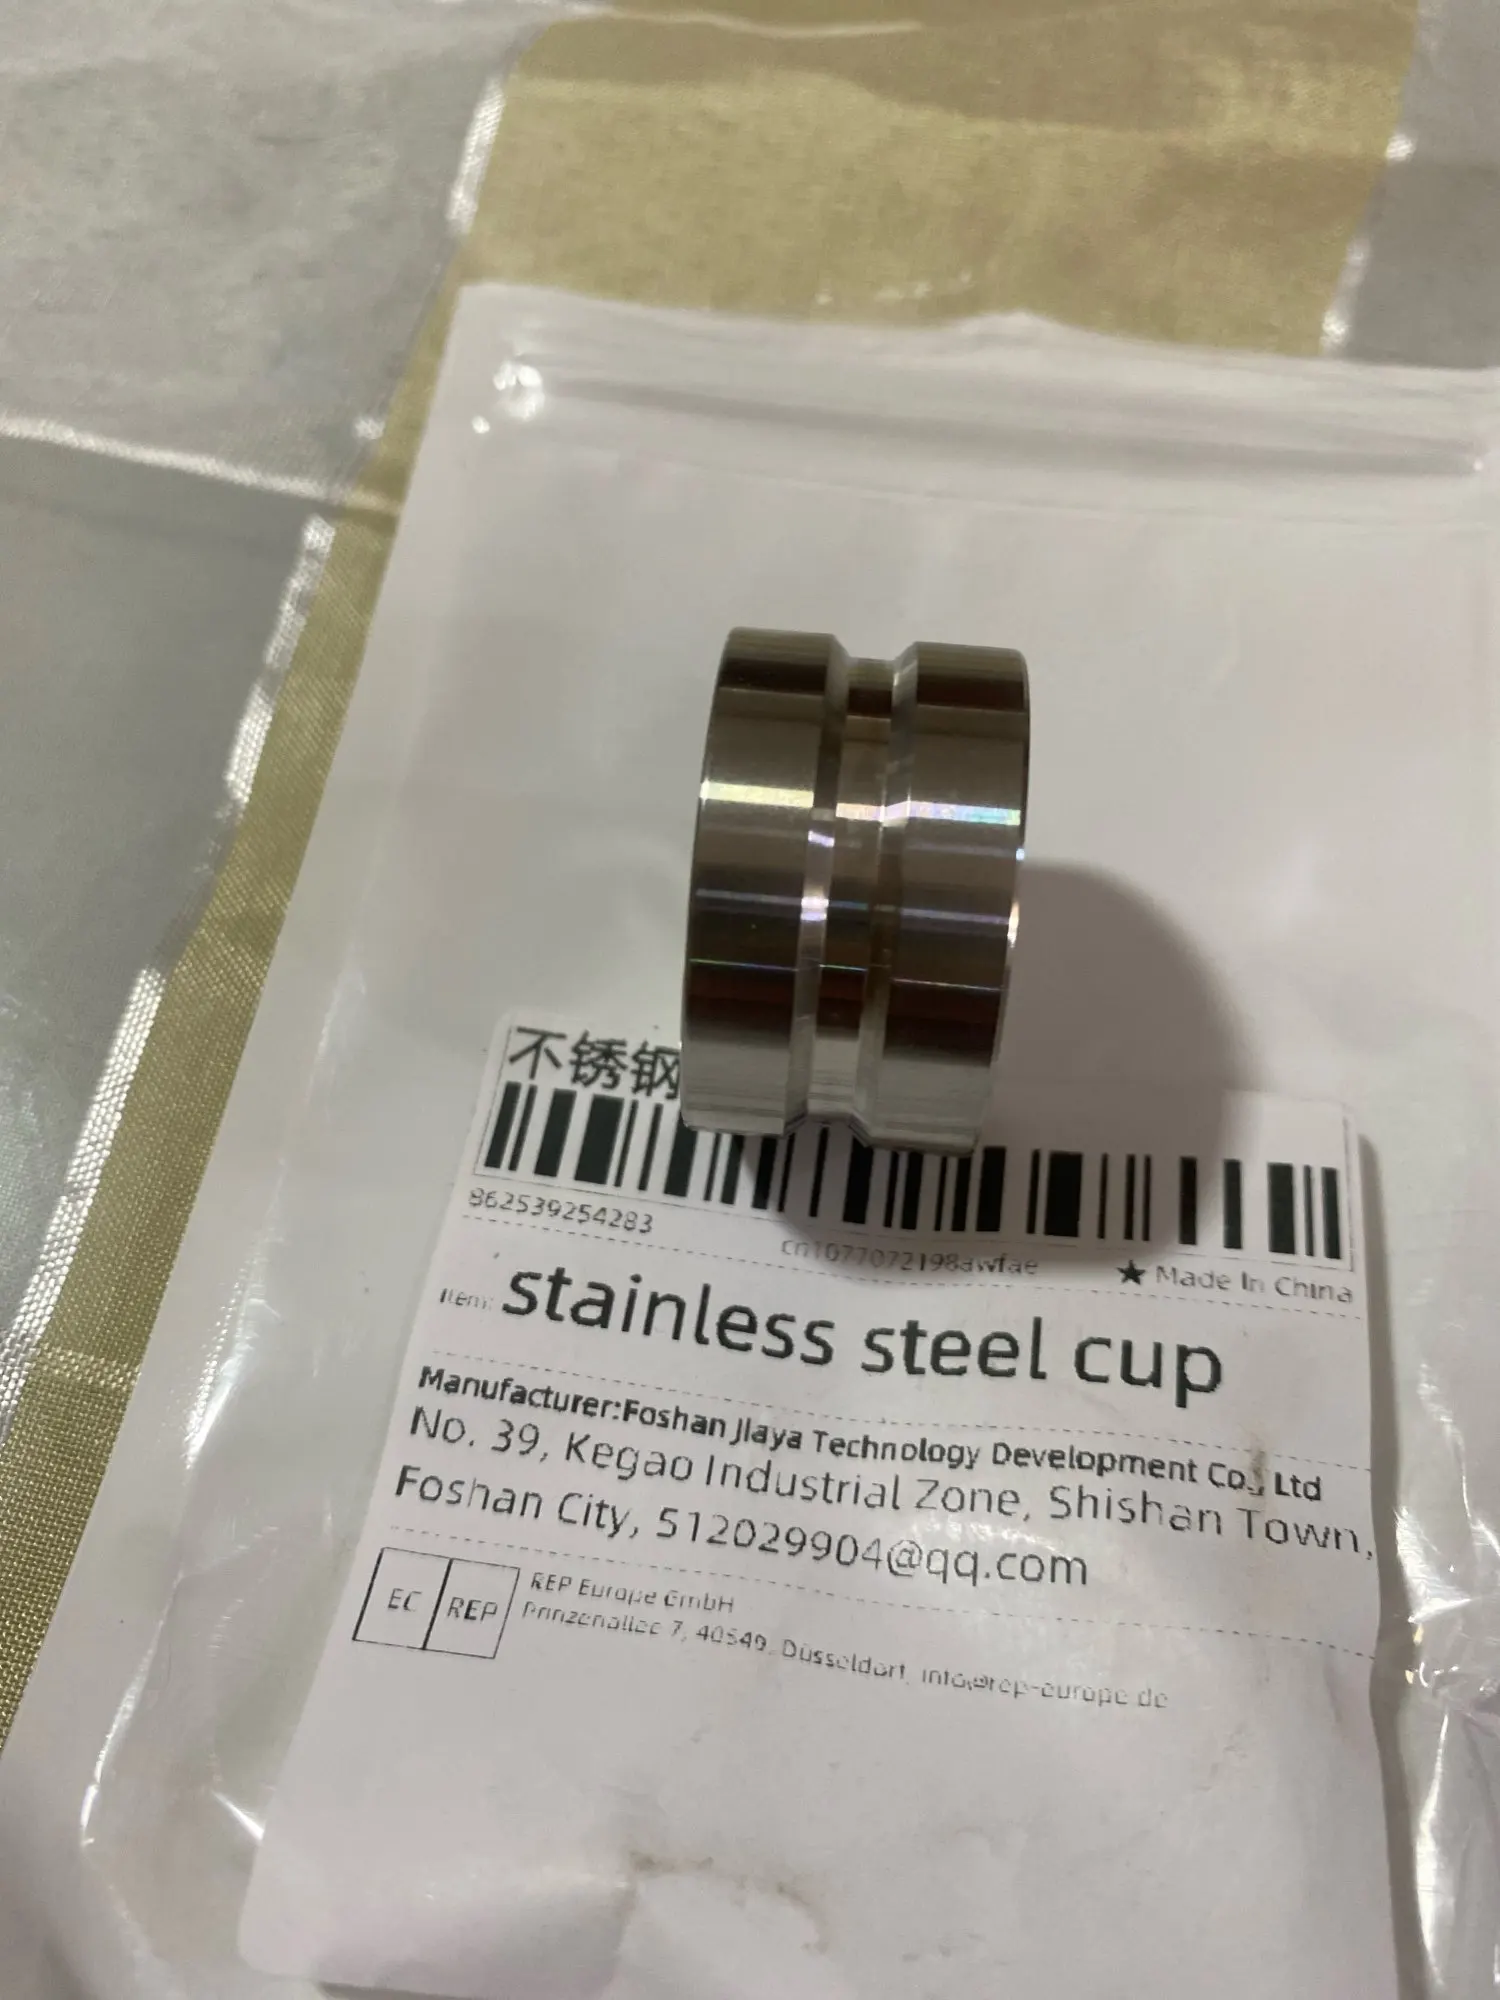 不锈钢
862539254283
cn1077072198awfae
★ Made In China
Item: stainless steel cup
Manufacturer:Foshan Jiaya Technology Development Co., Ltd
No. 39, Kegao Industrial Zone, Shishan Town,
Foshan City, 512029904@qq.com
EC REP
REP Europe GmbH
Prinzenallee 7, 40549, Düsseldorf, info@rep-europe.de